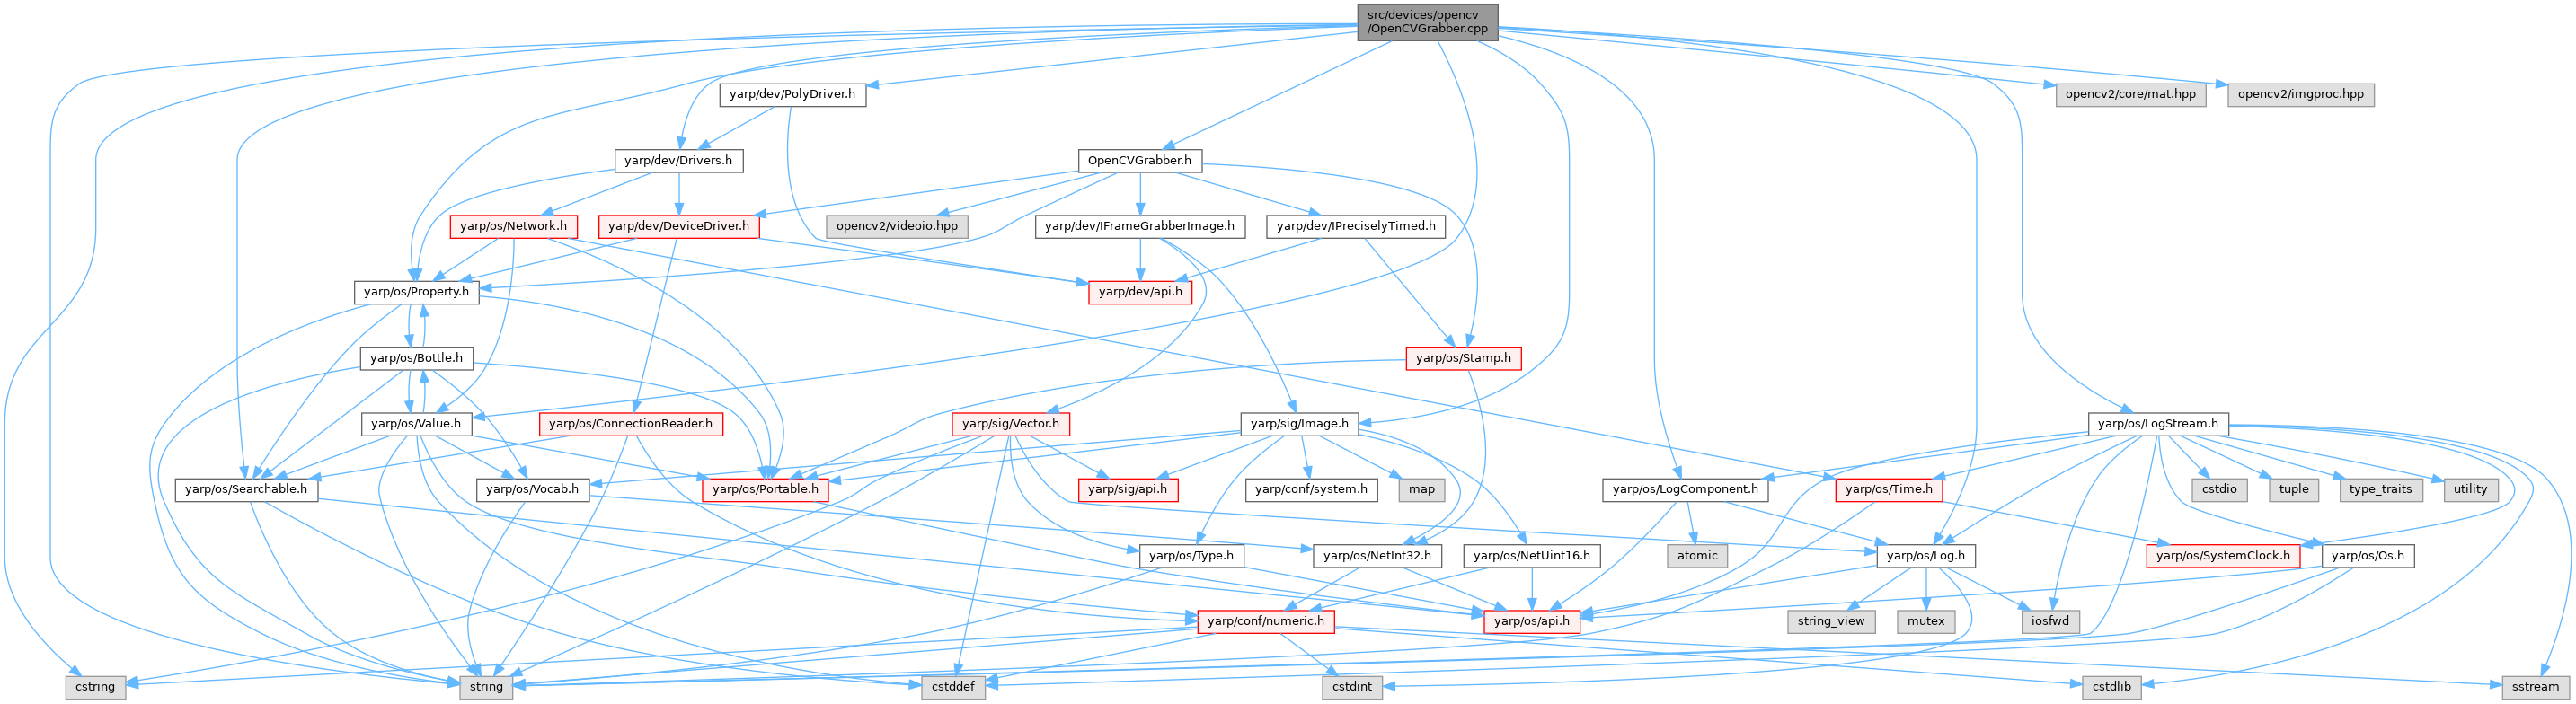 src/devices/opencv
/OpenCVGrabber.cpp
yarp/dev/PolyDriver.h
opencv2/core/mat.hpp
opencv2/imgproc.hpp
yarp/dev/Drivers.h
OpenCVGrabber.h
yarp/os/Network.h
yarp/dev/DeviceDriver.h
opencv2/videoio.hpp
yarp/dev/IFrameGrabberImage.h
yarp/dev/IPreciselyTimed.h
yarp/os/Property.h
yarp/dev/api.h
yarp/os/Bottle.h
yarp/os/Stamp.h
yarp/os/Value.h
yarp/os/ConnectionReader.h
yarp/sig/Vector.h
yarp/sig/Image.h
yarp/os/LogStream.h
yarp/os/Searchable.h
yarp/os/Vocab.h
yarp/os/Portable.h
yarp/sig/api.h
yarp/conf/system.h
map
yarp/os/LogComponent.h
yarp/os/Time.h
cstdio
tuple
type_traits
utility
yarp/os/Type.h
yarp/os/NetInt32.h
yarp/os/NetUint16.h
atomic
yarp/os/Log.h
yarp/os/SystemClock.h
yarp/os/Os.h
yarp/conf/numeric.h
yarp/os/api.h
string_view
mutex
iosfwd
cstring
string
cstddef
cstdint
cstdlib
sstream